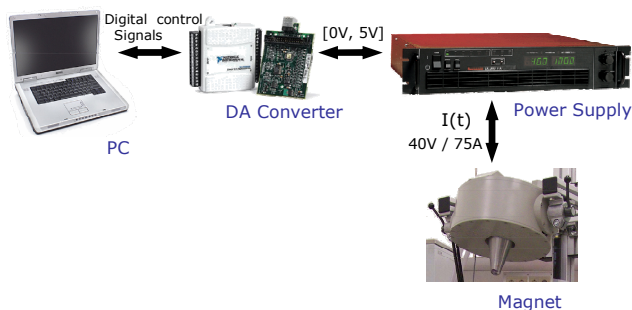 Digital control
Signals
[0V, 5V]
DA Converter
Power Supply
PC
I(t)
40V / 75A
Magnet